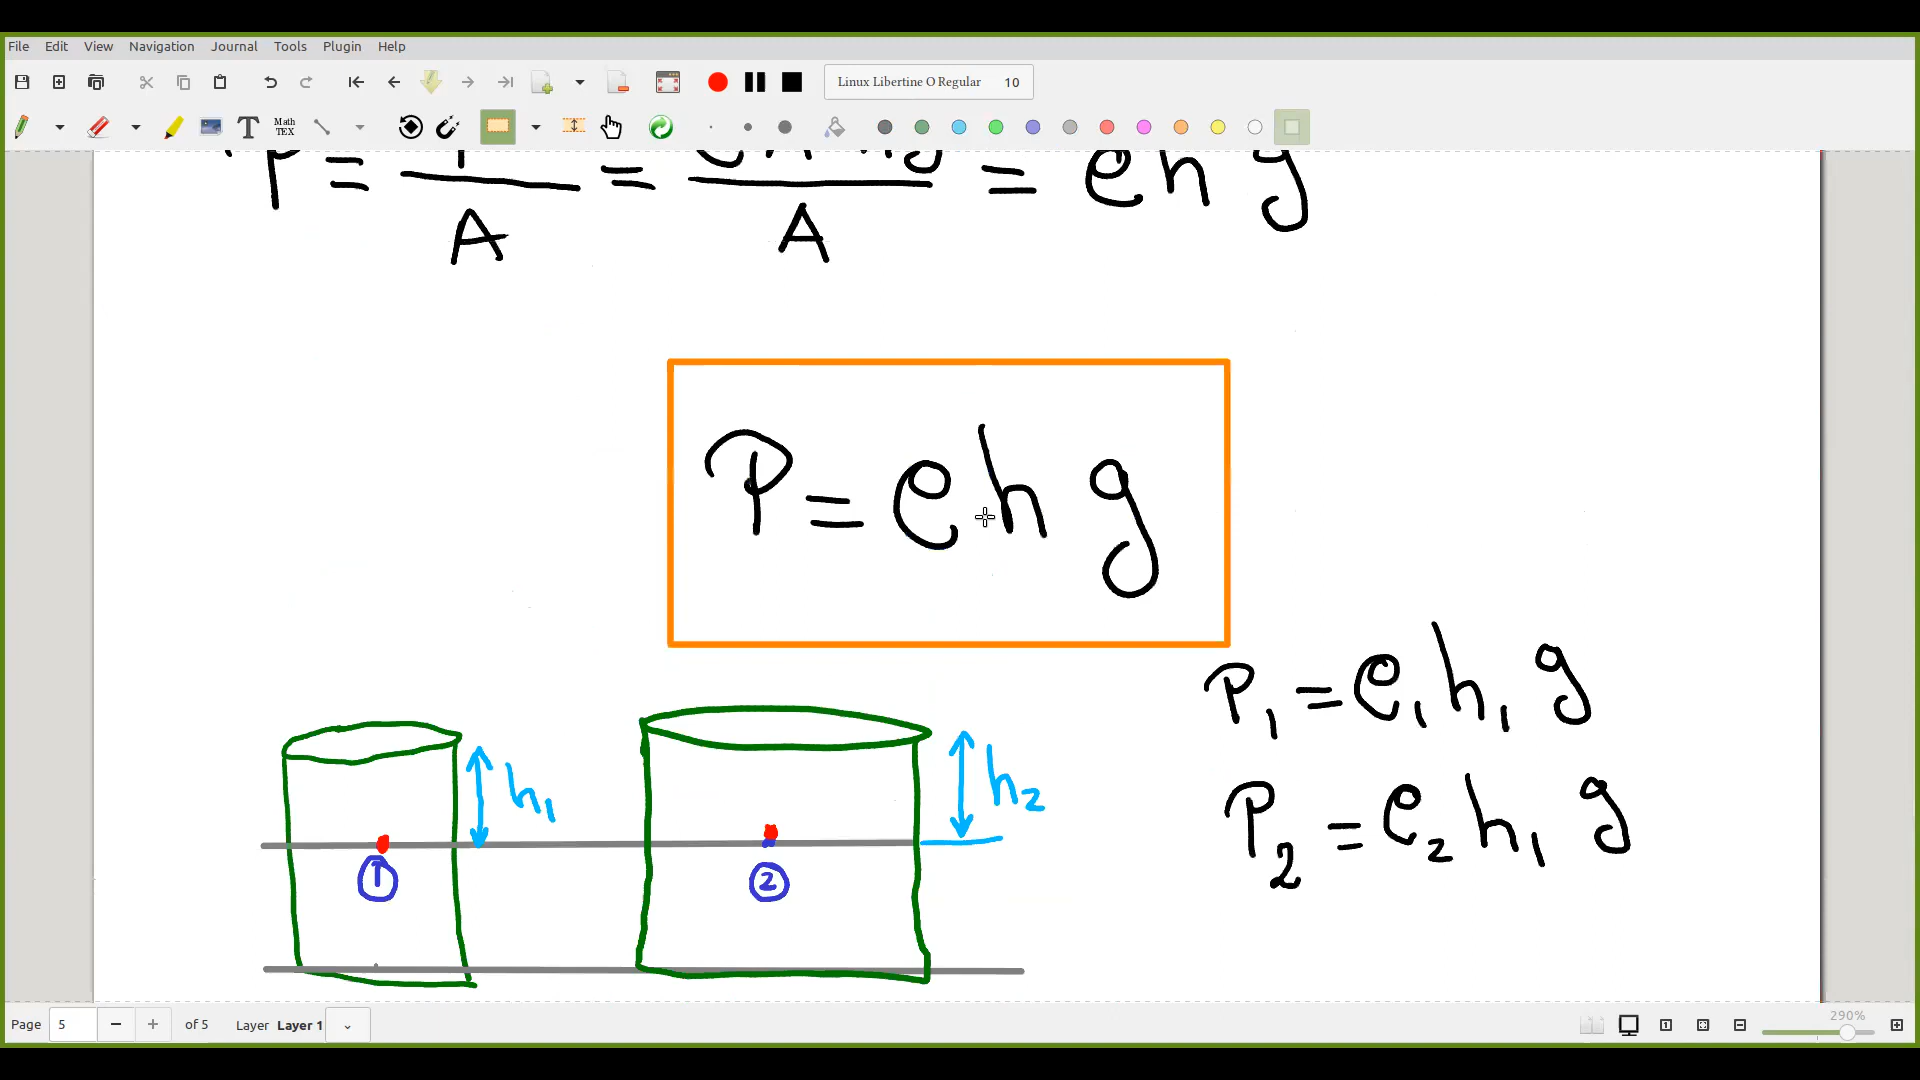 File Edit View Navigation Journal Tools Plugin Help
Linux Libertine O Regular 10
T Math TEX
P = F/A = = ρhg
A A
P = ρhg
P₁ = ρ₁h₁g
h₁ h₂
P₂ = ρ₂h₁g
1 2
Page 5 of 5 Layer Layer 1 290%